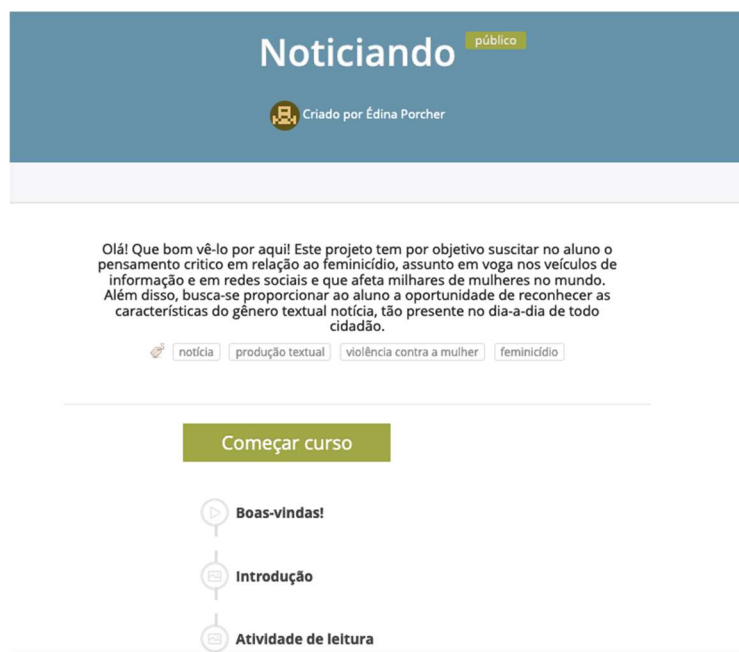 Noticiando
público
Criado por Édina Porcher
Olá! Que bom vê-lo por aqui! Este projeto tem por objetivo suscitar no aluno o
pensamento critico em relação ao feminicídio, assunto em voga nos veículos de
informação e em redes sociais e que afeta milhares de mulheres no mundo.
Além disso, busca-se proporcionar ao aluno a oportunidade de reconhecer as
características do gênero textual notícia, tão presente no dia-a-dia de todo
cidadão.
notícia produção textual violência contra a mulher feminicídio
Começar curso
Boas-vindas!
Introdução
Atividade de leitura